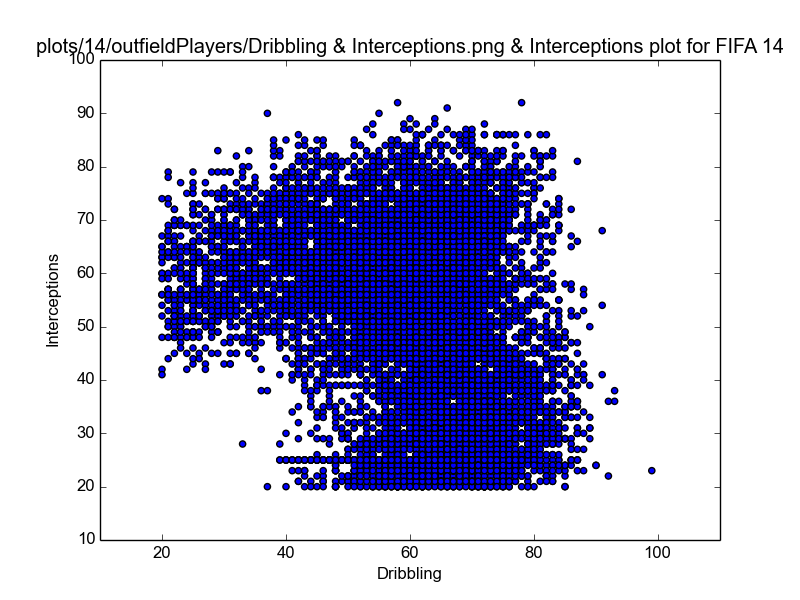 plots/14/outfieldPlayers/Dribbling & Interceptions.png & Interceptions plot for FIFA 14
100
90
80
70
60
50
40
30
20
10
Interceptions
20 40 60 80 100
Dribbling